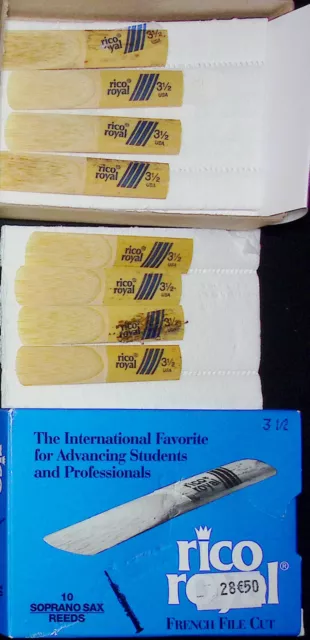 rico®
royal 3½
USA
rico®
royal 3½
USA
rico®
royal 3½
USA
rico®
royal 3½
USA
rico®
royal 3½
USA
rico®
royal 3½
USA
rico
royal 3½
rico®
royal 3½
USA
3 1/2
The International Favorite
for Advancing Students
and Professionals
rico
royal
rico
royal®
28€50
FRENCH FILE CUT
10
SOPRANO SAX
REEDS